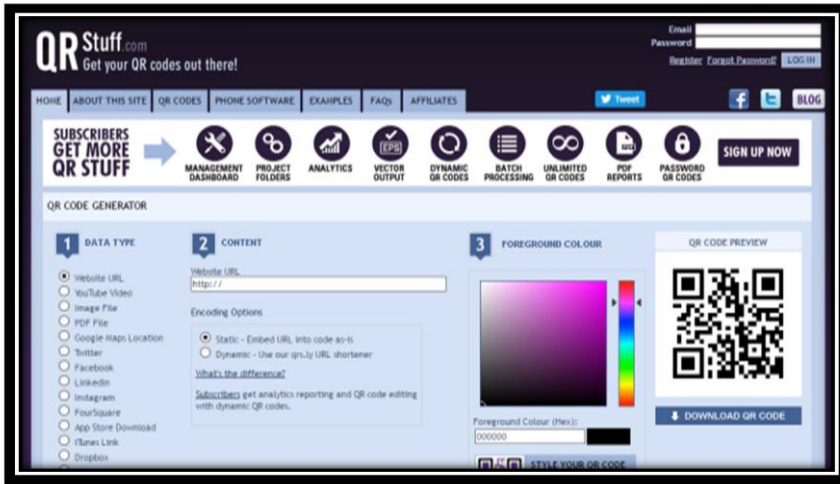 QR Stuff.com
Get your QR codes out there!
Email
Password
Register Forgot Password? LOG IN
HOME ABOUT THIS SITE QR CODES PHONE SOFTWARE EXAMPLES FAQs AFFILIATES Tweet BLOG
SUBSCRIBERS
GET MORE
QR STUFF
MANAGEMENT DASHBOARD
PROJECT FOLDERS
ANALYTICS
EPS
VECTOR OUTPUT
DYNAMIC QR CODES
BATCH PROCESSING
UNLIMITED QR CODES
PDF REPORTS
PASSWORD QR CODES
SIGN UP NOW
QR CODE GENERATOR
1 DATA TYPE
Website URL
YouTube Video
Image File
PDF File
Google Maps Location
Twitter
Facebook
LinkedIn
Instagram
FourSquare
App Store Download
iTunes Link
Dropbox
2 CONTENT
Website URL
http://
Encoding Options
Static - Embed URL into code as-is
Dynamic - Use our qrs.ly URL shortener
What's the difference?
Subscribers get analytics reporting and QR code editing
with dynamic QR codes.
3 FOREGROUND COLOUR
Foreground Colour (Hex):
000000
STYLE YOUR QR CODE
QR CODE PREVIEW
DOWNLOAD QR CODE